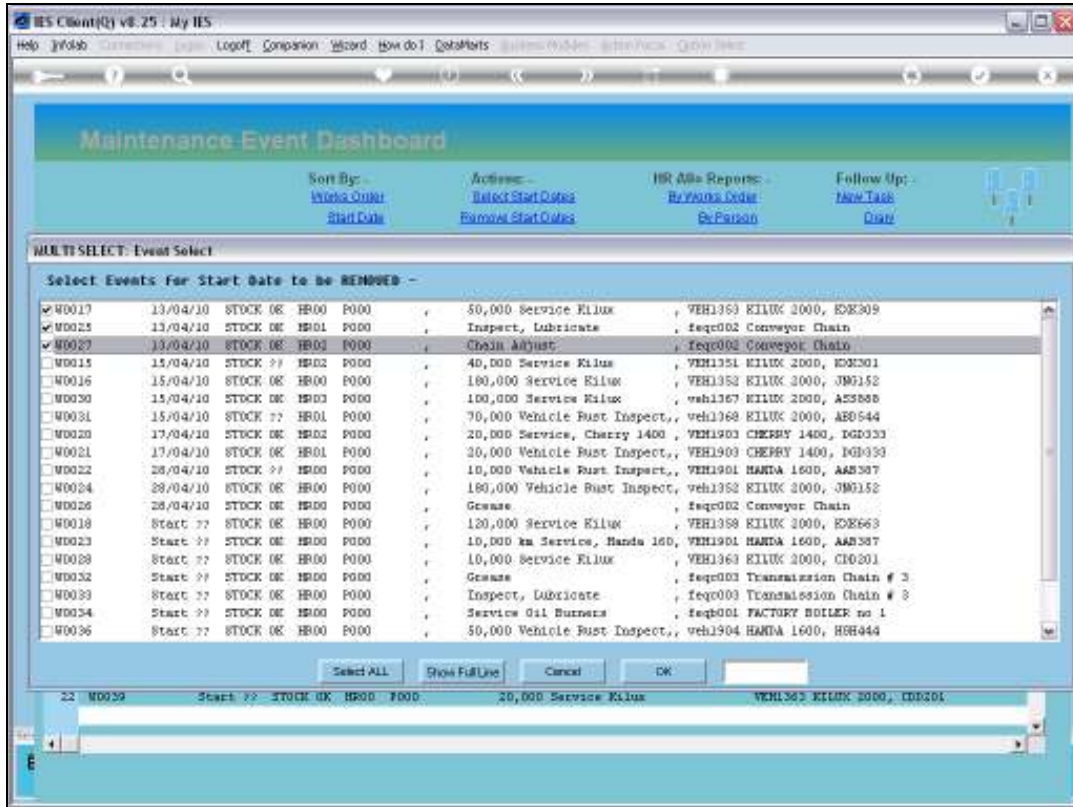 IES Client(Q) v8.25 : My IES
Help Infolab Logoff Companion Wizard How do I DataMarts
Maintenance Event Dashboard
Sort By: - Actions: - HR Allo Reports: - Follow Up: -
Works Order Select Start Dates By Works Order New Task
Start Date Remove Start Dates By Person Diary
MULTI SELECT: Event Select
Select Events for Start Date to be REMOVED -
W0017 13/04/10 STOCK OK HR00 P000 , 50,000 Service Kilux , VEH1353 KILUX 2000, KDK309
W0025 13/04/10 STOCK OK HR01 P000 , Inspect, Lubricate , feqr002 Conveyor Chain
W0027 13/04/10 STOCK OK HR02 P000 , Chain Adjust , feqr002 Conveyor Chain
W0015 15/04/10 STOCK ?? HR02 P000 , 40,000 Service Kilux , VEH1351 KILUX 2000,
W0016 15/04/10 STOCK OK HR00 P000 , 180,000 Service Kilux , VEH1352 KILUX 2000, JNG152
W0030 15/04/10 STOCK OK HR03 P000 , 100,000 Service Kilux , veh1367 KILUX 2000,
W0031 15/04/10 STOCK ?? HR01 P000 , 70,000 Vehicle Rust Inspect,, veh1368 KILUX 2000, ABD544
W0020 17/04/10 STOCK OK HR02 P000 , 20,000 Service, Cherry 1400 , VEH1903 CHERRY 1400, DGD333
W0021 17/04/10 STOCK OK HR01 P000 , 20,000 Vehicle Rust Inspect,, VEH1903 CHERRY 1400, DGD333
W0022 28/04/10 STOCK ?? HR00 P000 , 10,000 Vehicle Rust Inspect,, VEH1901 HANDA 1600, AAB387
W0024 28/04/10 STOCK OK HR00 P000 , 180,000 Vehicle Rust Inspect, veh1352 KILUX 2000, JNG152
W0026 28/04/10 STOCK OK HR00 P000 , Grease , feqr002 Conveyor Chain
W0018 Start ?? STOCK OK HR00 P000 , 120,000 Service Kilux , VEH1358 KILUX 2000,
W0023 Start ?? STOCK OK HR00 P000 , 10,000 km Service, Handa 160, VEH1901 HANDA 1600, AAB387
W0028 Start ?? STOCK OK HR00 P000 , 10,000 Service Kilux , VEH1363 KILUX 2000, CDD201
W0032 Start ?? STOCK OK HR00 P000 , Grease , feqr003 Transmission Chain # 3
W0033 Start ?? STOCK OK HR00 P000 , Inspect, Lubricate , feqr003 Transmission Chain # 3
W0034 Start ?? STOCK OK HR00 P000 , Service Oil Burners , feqb001 FACTORY BOILER no 1
W0036 Start ?? STOCK OK HR00 P000 , 50,000 Vehicle Rust Inspect,, veh1904 HANDA 1600, HGH444
Select ALL Show Full Line Cancel OK
22 W0039 Start ?? STOCK OK HR00 P000 20,000 Service Kilux VEH1363 KILUX 2000, CDD201